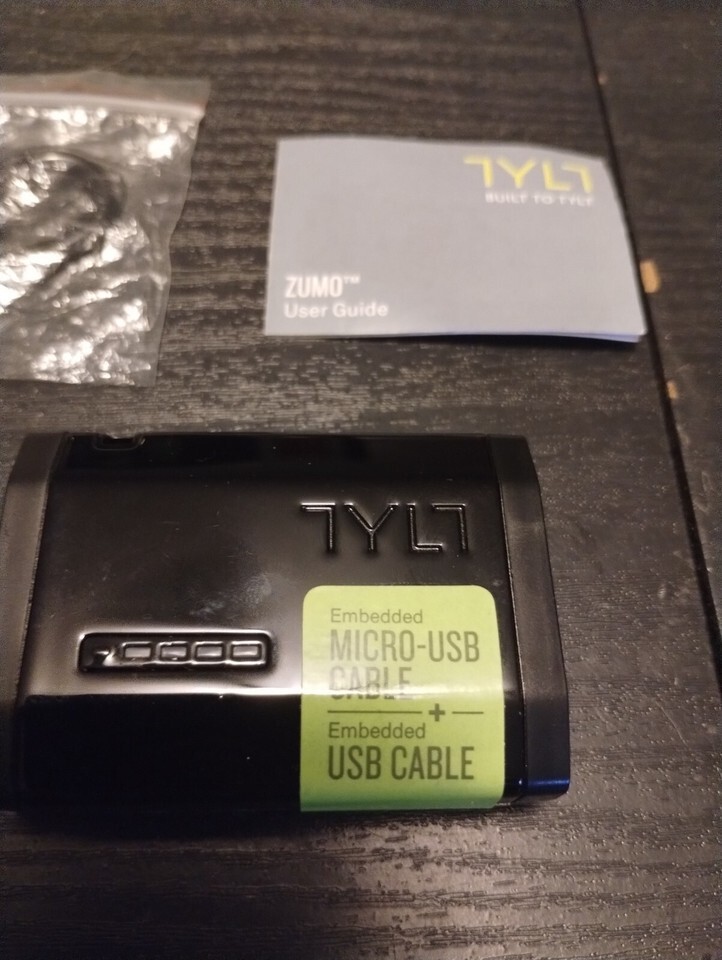 TYLT
BUILT TO TYLT
ZUMO™
User Guide
TYLT
Embedded
MICRO-USB
CABLE
+
Embedded
USB CABLE